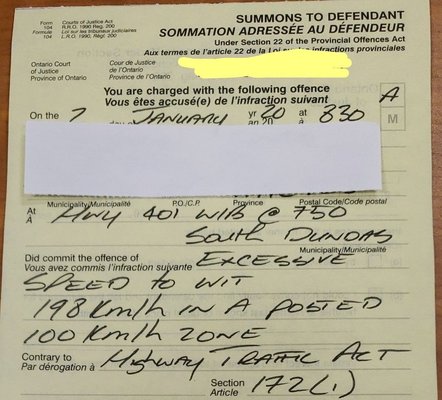 SUMMONS TO DEFENDANT
SOMMATION ADRESSÉE AU DÉFENDEUR
Form 104 Courts of Justice Act R.R.O. 1990, Reg. 200
Formule 104 Loi sur les tribunaux judiciaires L.R.O. 1990, Rég. 200
Under Section 22 of the Provincial Offences
Aux termes de l'article 22 de la Loi sur les infractions provinciales
Ontario Court of Justice Province of Ontario
Cour de Justice de l'Ontario Province de l'Ontario
You are charged with the following offence
Vous êtes accusé(e) de l'infraction suivant
A
M
On the 7 January yr 20 at 830
an 20 à
Municipality/Municipalité P.O./C.P. Province Postal Code/Code postal
At Hwy 401 W/B @ 750
À
South Dundas
Municipality/Municipalité
Did commit the offence of Excessive
Vous avez commis l'infraction suivante
Speed to wit
198 Km/h in a posted
100 Km/h zone
Contrary to Highway Traffic Act
Par dérogation à
Section 172(1)
Article